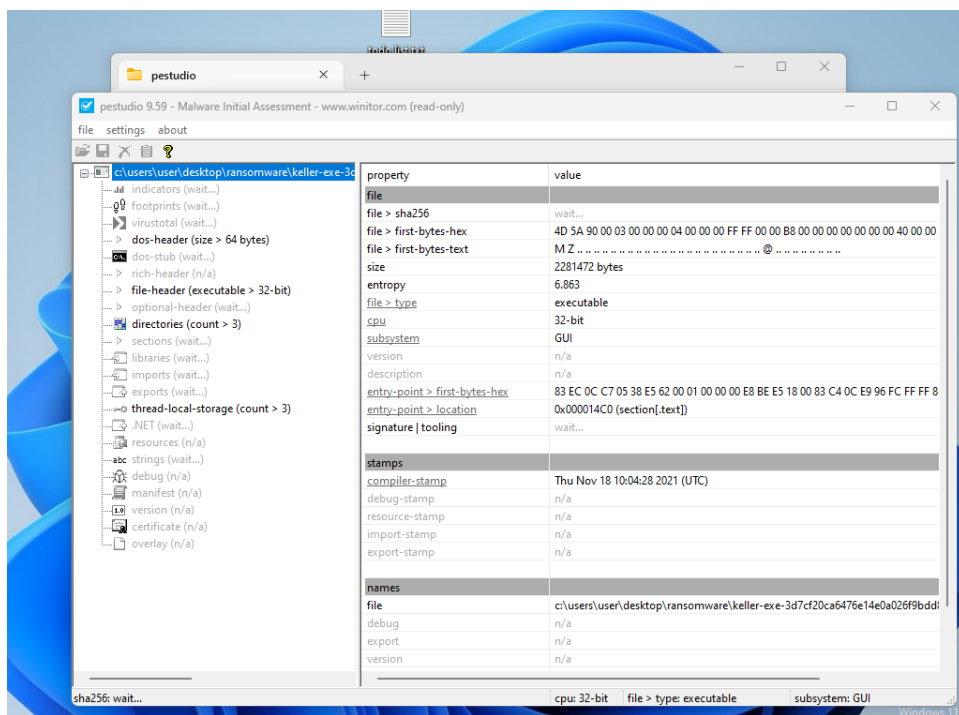 pestudio
pestudio 9.59 - Malware Initial Assessment - www.winitor.com (read-only)
file settings about
c:\users\user\desktop\ransomware\keller-exe-3d
indicators (wait...)
footprints (wait...)
virustotal (wait...)
dos-header (size > 64 bytes)
dos-stub (wait...)
rich-header (n/a)
file-header (executable > 32-bit)
optional-header (wait...)
directories (count > 3)
sections (wait...)
libraries (wait...)
imports (wait...)
exports (wait...)
thread-local-storage (count > 3)
.NET (wait...)
resources (n/a)
abc strings (wait...)
debug (n/a)
manifest (n/a)
1.0 version (n/a)
certificate (n/a)
overlay (n/a)
property value
file
file > sha256 wait...
file > first-bytes-hex 4D 5A 90 00 03 00 00 00 04 00 00 00 FF FF 00 00 B8 00 00 00 00 00 00 00 40 00 00
file > first-bytes-text M Z .. .. .. .. .. .. .. .. .. .. .. .. .. .. .. .. .. .. .. .. @ .. .. .. .. .. .. ..
size 2281472 bytes
entropy 6.863
file > type executable
cpu 32-bit
subsystem GUI
version n/a
description n/a
entry-point > first-bytes-hex 83 EC 0C C7 05 38 E5 62 00 01 00 00 00 E8 BE E5 18 00 83 C4 0C E9 96 FC FF FF 8
entry-point > location 0x000014C0 (section[.text])
signature | tooling wait...
stamps
compiler-stamp Thu Nov 18 10:04:28 2021 (UTC)
debug-stamp n/a
resource-stamp n/a
import-stamp n/a
export-stamp n/a
names
file c:\users\user\desktop\ransomware\keller-exe-3d7cf20ca6476e14e0a026f9bdd8
debug n/a
export n/a
version n/a
sha256: wait... cpu: 32-bit file > type: executable subsystem: GUI
Windows 11